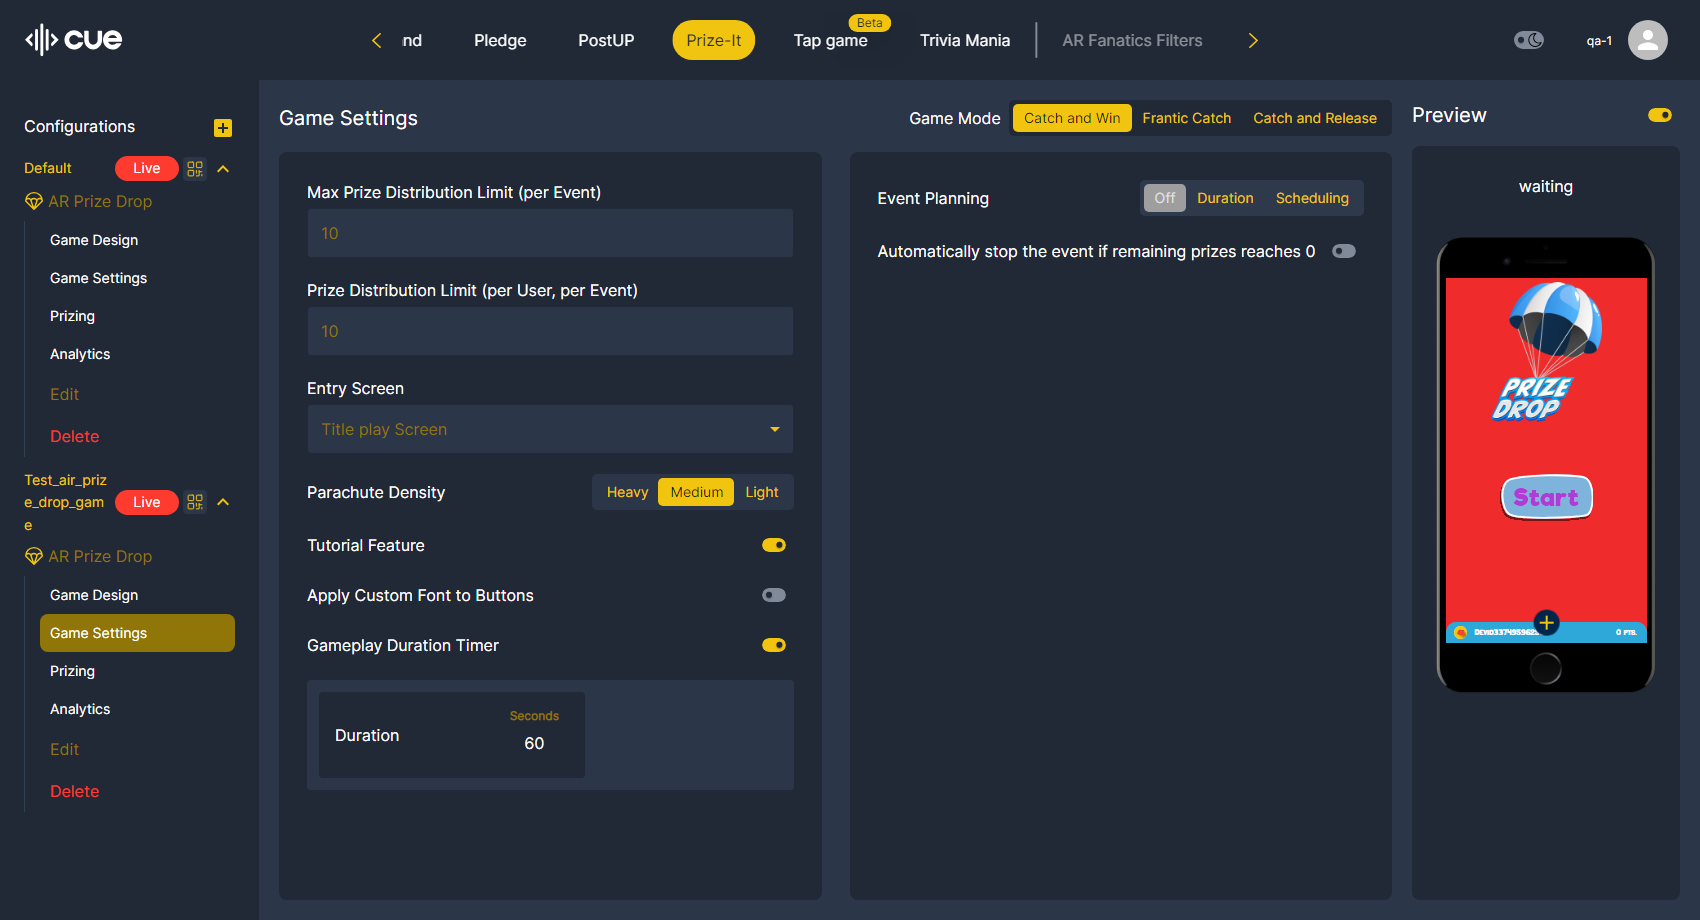 cue
nd
Pledge
PostUP
Prize-It
Beta
Tap game
Trivia Mania
AR Fanatics Filters
qa-1
Configurations
Default
Live
AR Prize Drop
Game Design
Game Settings
Prizing
Analytics
Edit
Delete
Test_air_priz
e_drop_gam
e
Live
AR Prize Drop
Game Design
Game Settings
Prizing
Analytics
Edit
Delete
Game Settings
Game Mode
Catch and Win
Frantic Catch
Catch and Release
Max Prize Distribution Limit (per Event)
10
Prize Distribution Limit (per User, per Event)
10
Entry Screen
Title play Screen
Parachute Density
Heavy
Medium
Light
Tutorial Feature
Apply Custom Font to Buttons
Gameplay Duration Timer
Duration
Seconds
60
Event Planning
Off
Duration
Scheduling
Automatically stop the event if remaining prizes reaches 0
Preview
waiting
PRIZE
DROP
Start
0 PTS.